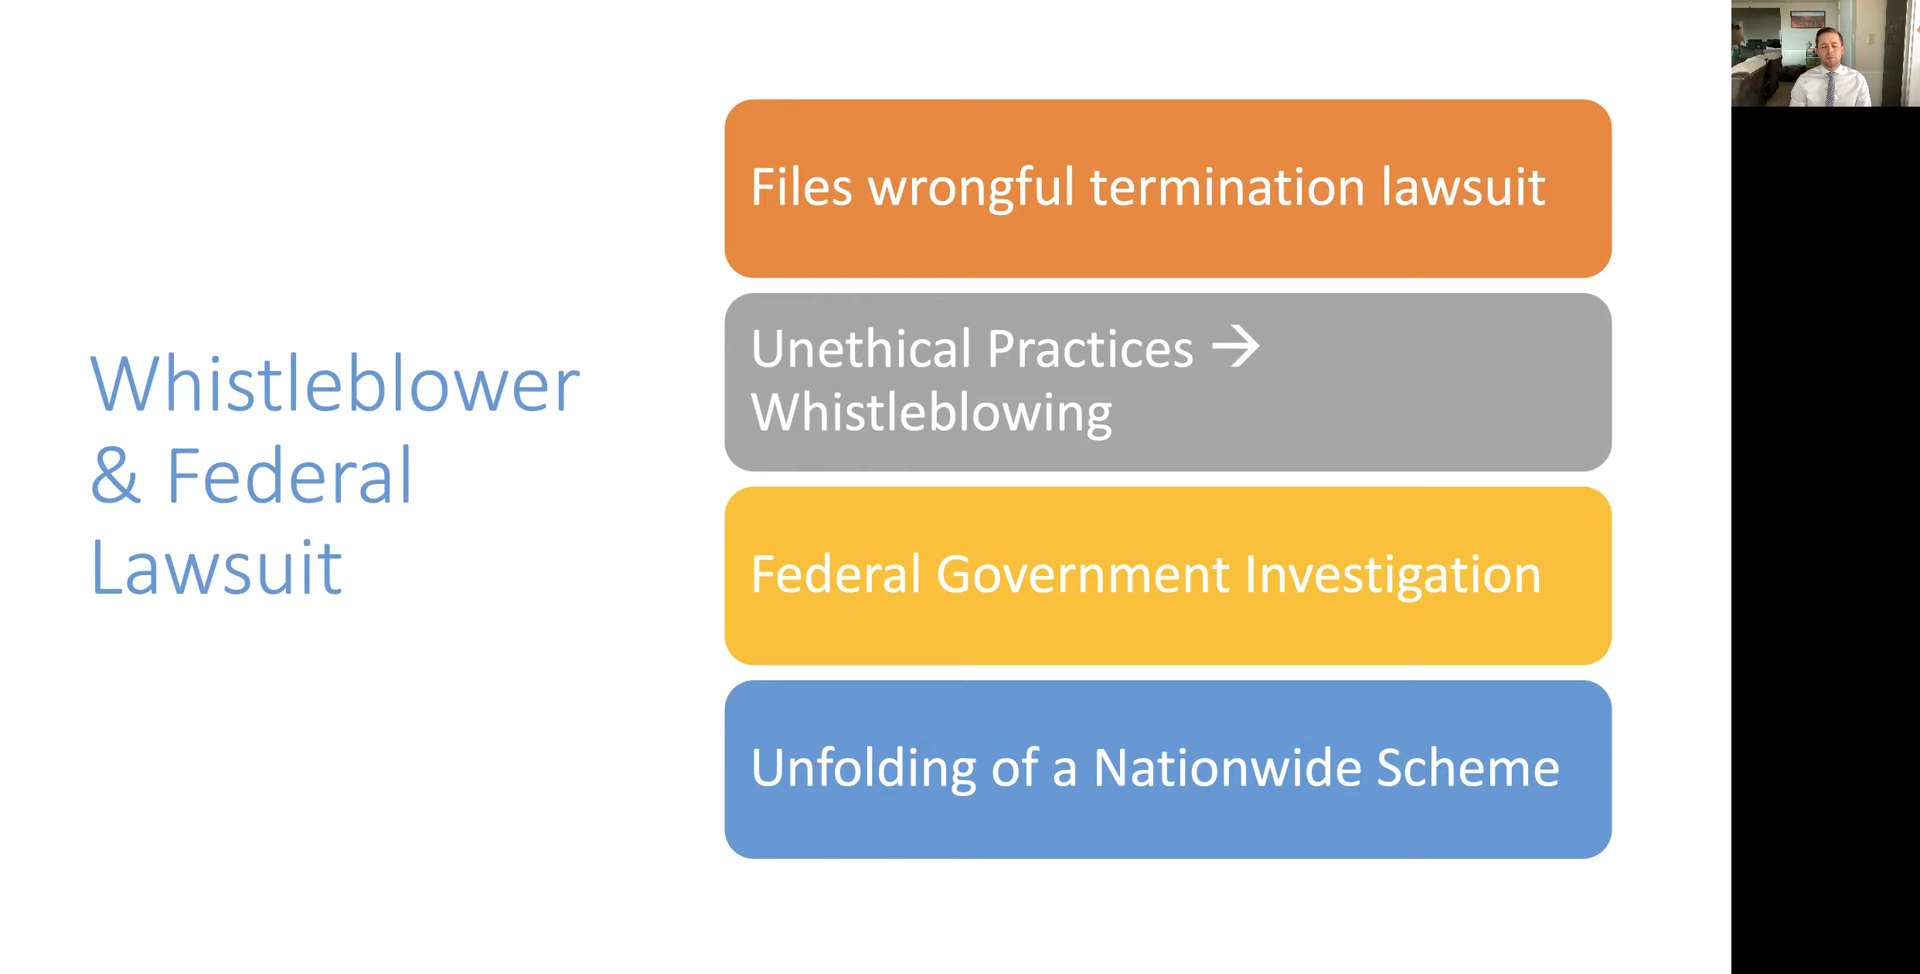 Whistleblower
& Federal
Lawsuit
Files wrongful termination lawsuit
Unethical Practices →
Whistleblowing
Federal Government Investigation
Unfolding of a Nationwide Scheme